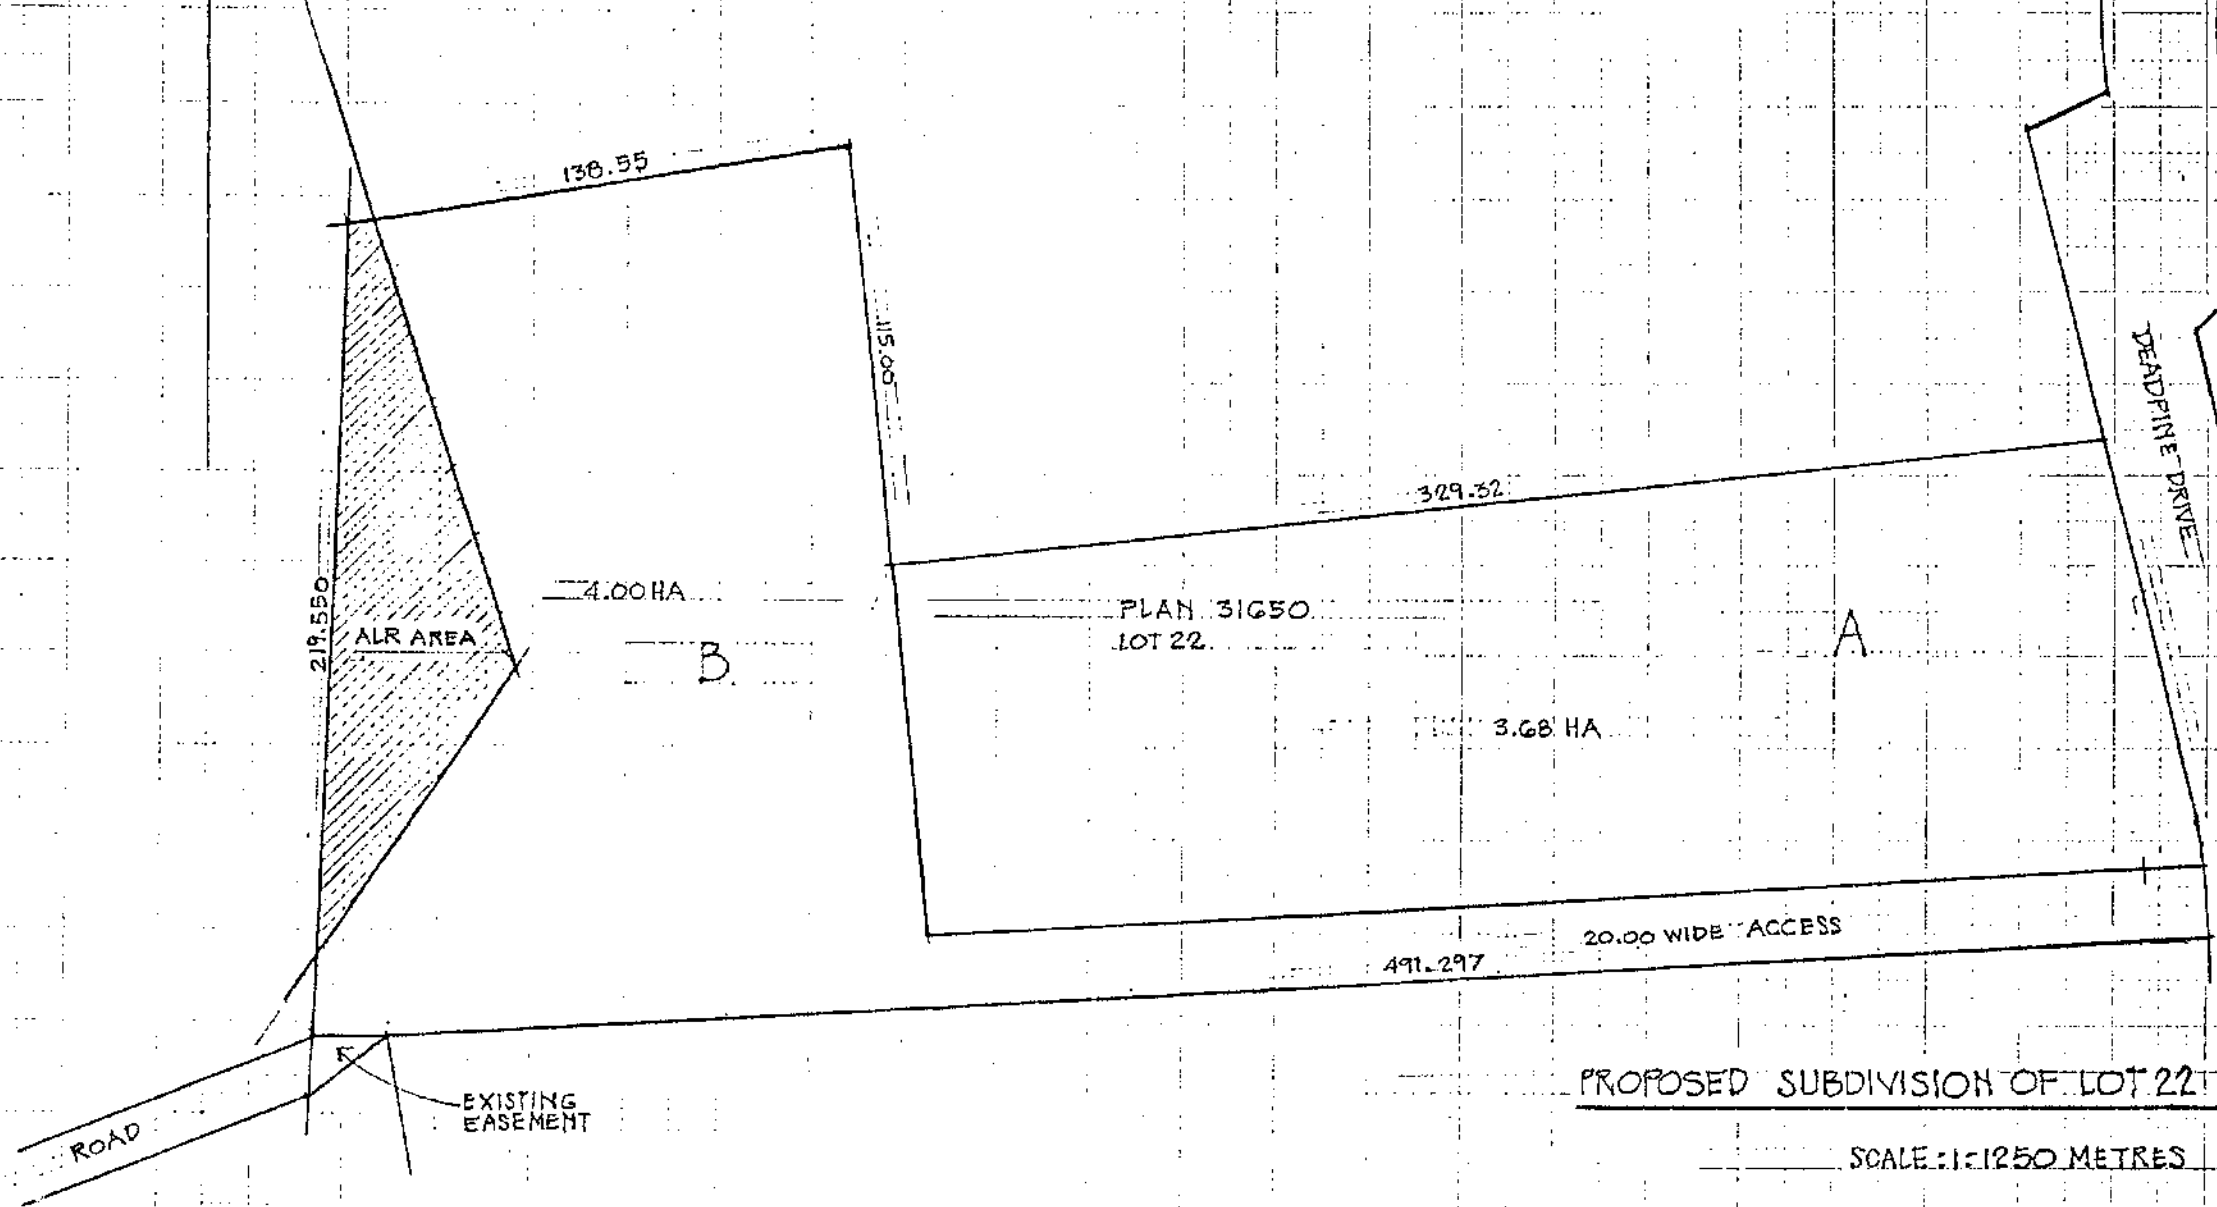 138.55
115.00
DEADPINE DRIVE
329.32
219.550
ALR AREA
4.00 HA
B
PLAN 31650
LOT 22
A
3.68 HA
20.00 WIDE ACCESS
491.297
EXISTING
EASEMENT
ROAD
PROPOSED SUBDIVISION OF LOT 22
SCALE : 1:1250 METRES